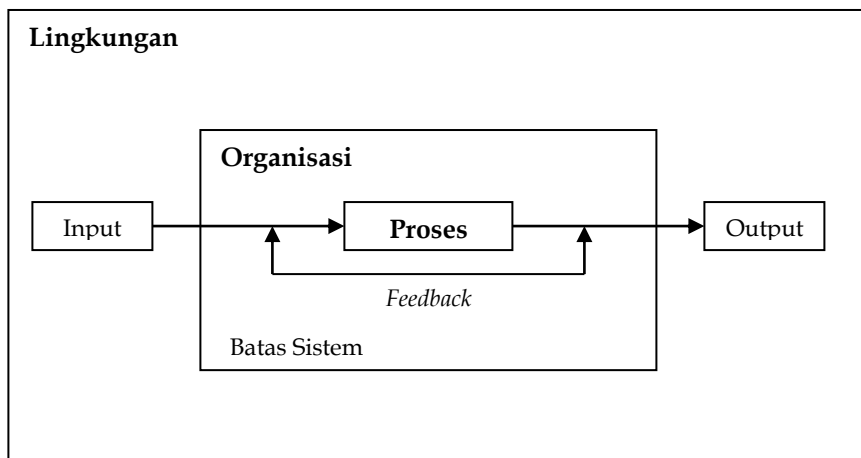 Lingkungan
Organisasi
Input
Proses
Output
Feedback
Batas Sistem